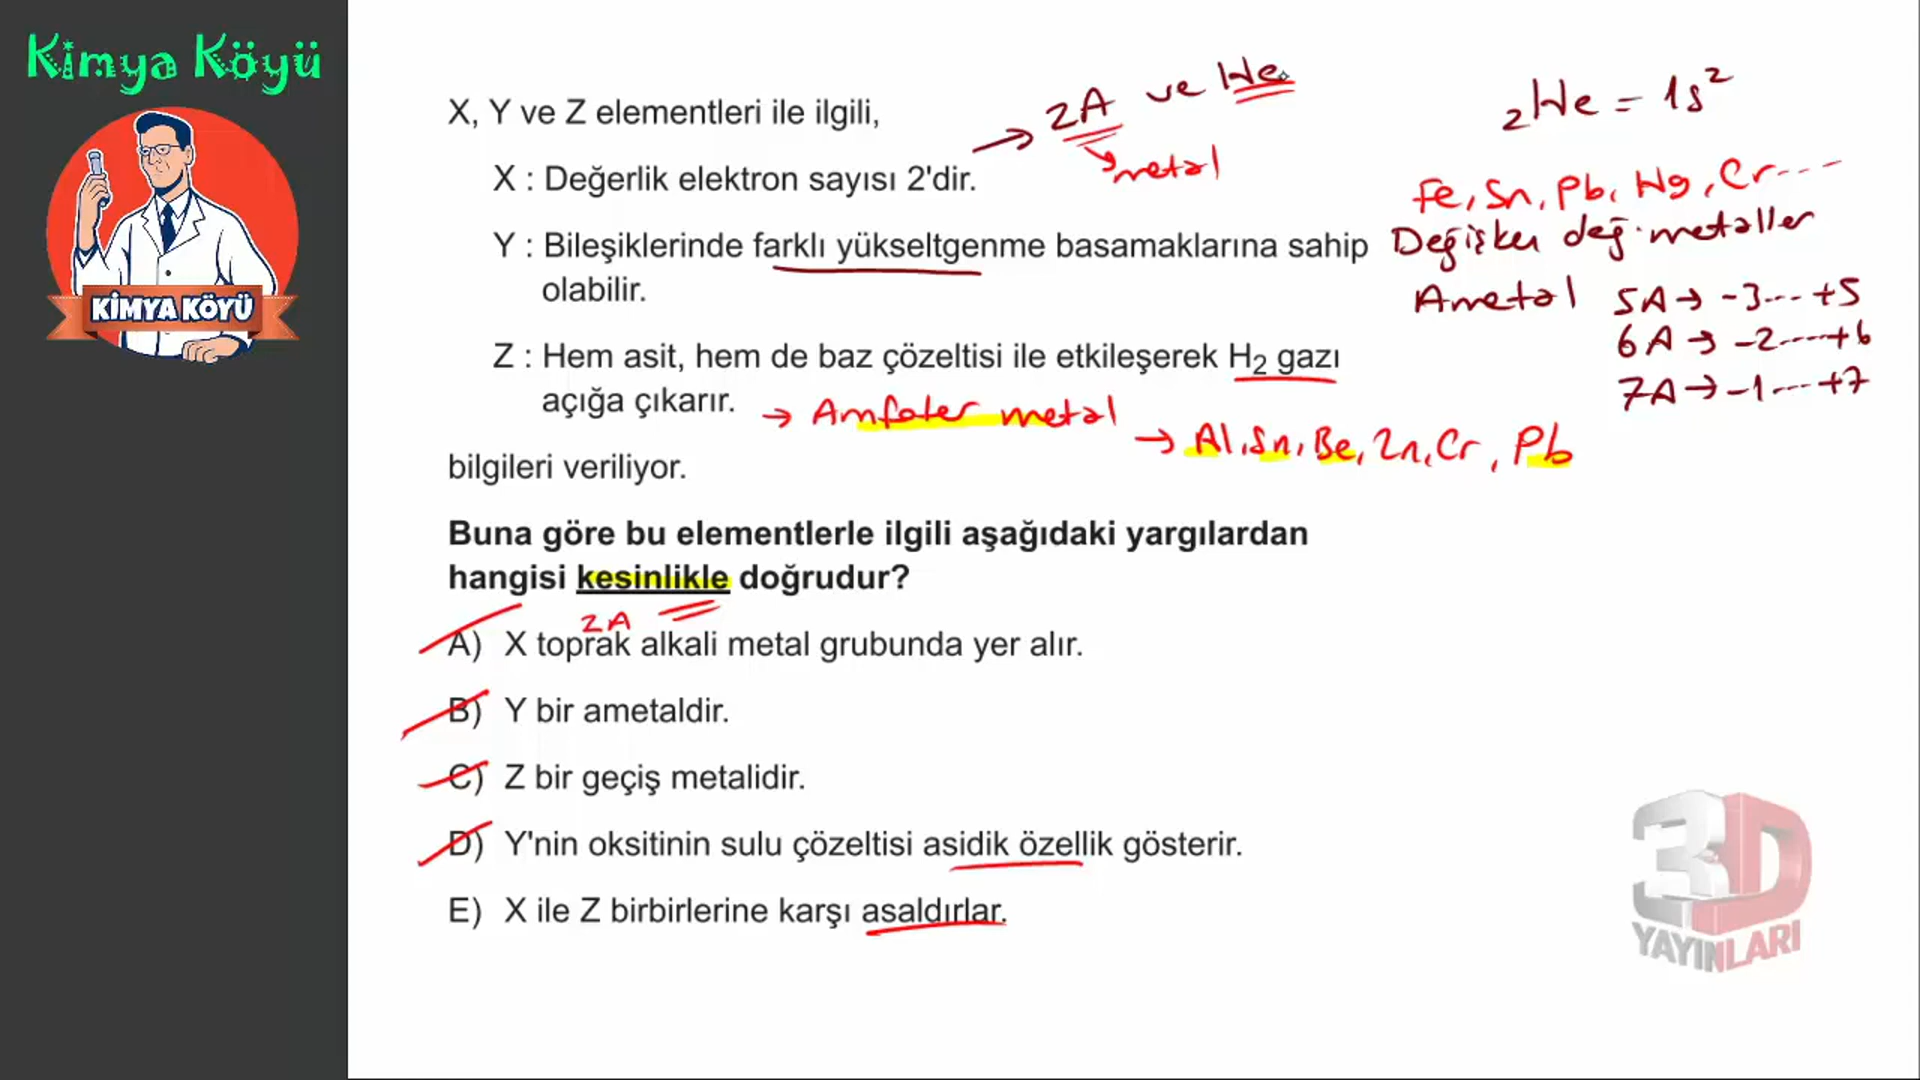 Kimya Köyü
KİMYA KÖYÜ
X, Y ve Z elementleri ile ilgili,
→ 2A ve He
→ metal
₂He = 1s²
X : Değerlik elektron sayısı 2'dir.
Fe, Sn, Pb, Hg, Cr...
Değişken değ. metaller
Y : Bileşiklerinde farklı yükseltgenme basamaklarına sahip
olabilir.
Ametal 5A → -3... +5
6A → -2.....+6
7A → -1....+7
Z : Hem asit, hem de baz çözeltisi ile etkileşerek H₂ gazı
açığa çıkarır. → Amfoter metal
→ Al, Sn, Be, Zn, Cr, Pb
bilgileri veriliyor.
Buna göre bu elementlerle ilgili aşağıdaki yargılardan
hangisi kesinlikle doğrudur?
2A
A) X toprak alkali metal grubunda yer alır.
B) Y bir ametaldir.
C) Z bir geçiş metalidir.
D) Y'nin oksitinin sulu çözeltisi asidik özellik gösterir.
E) X ile Z birbirlerine karşı asaldırlar.
3D
YAYINLARI